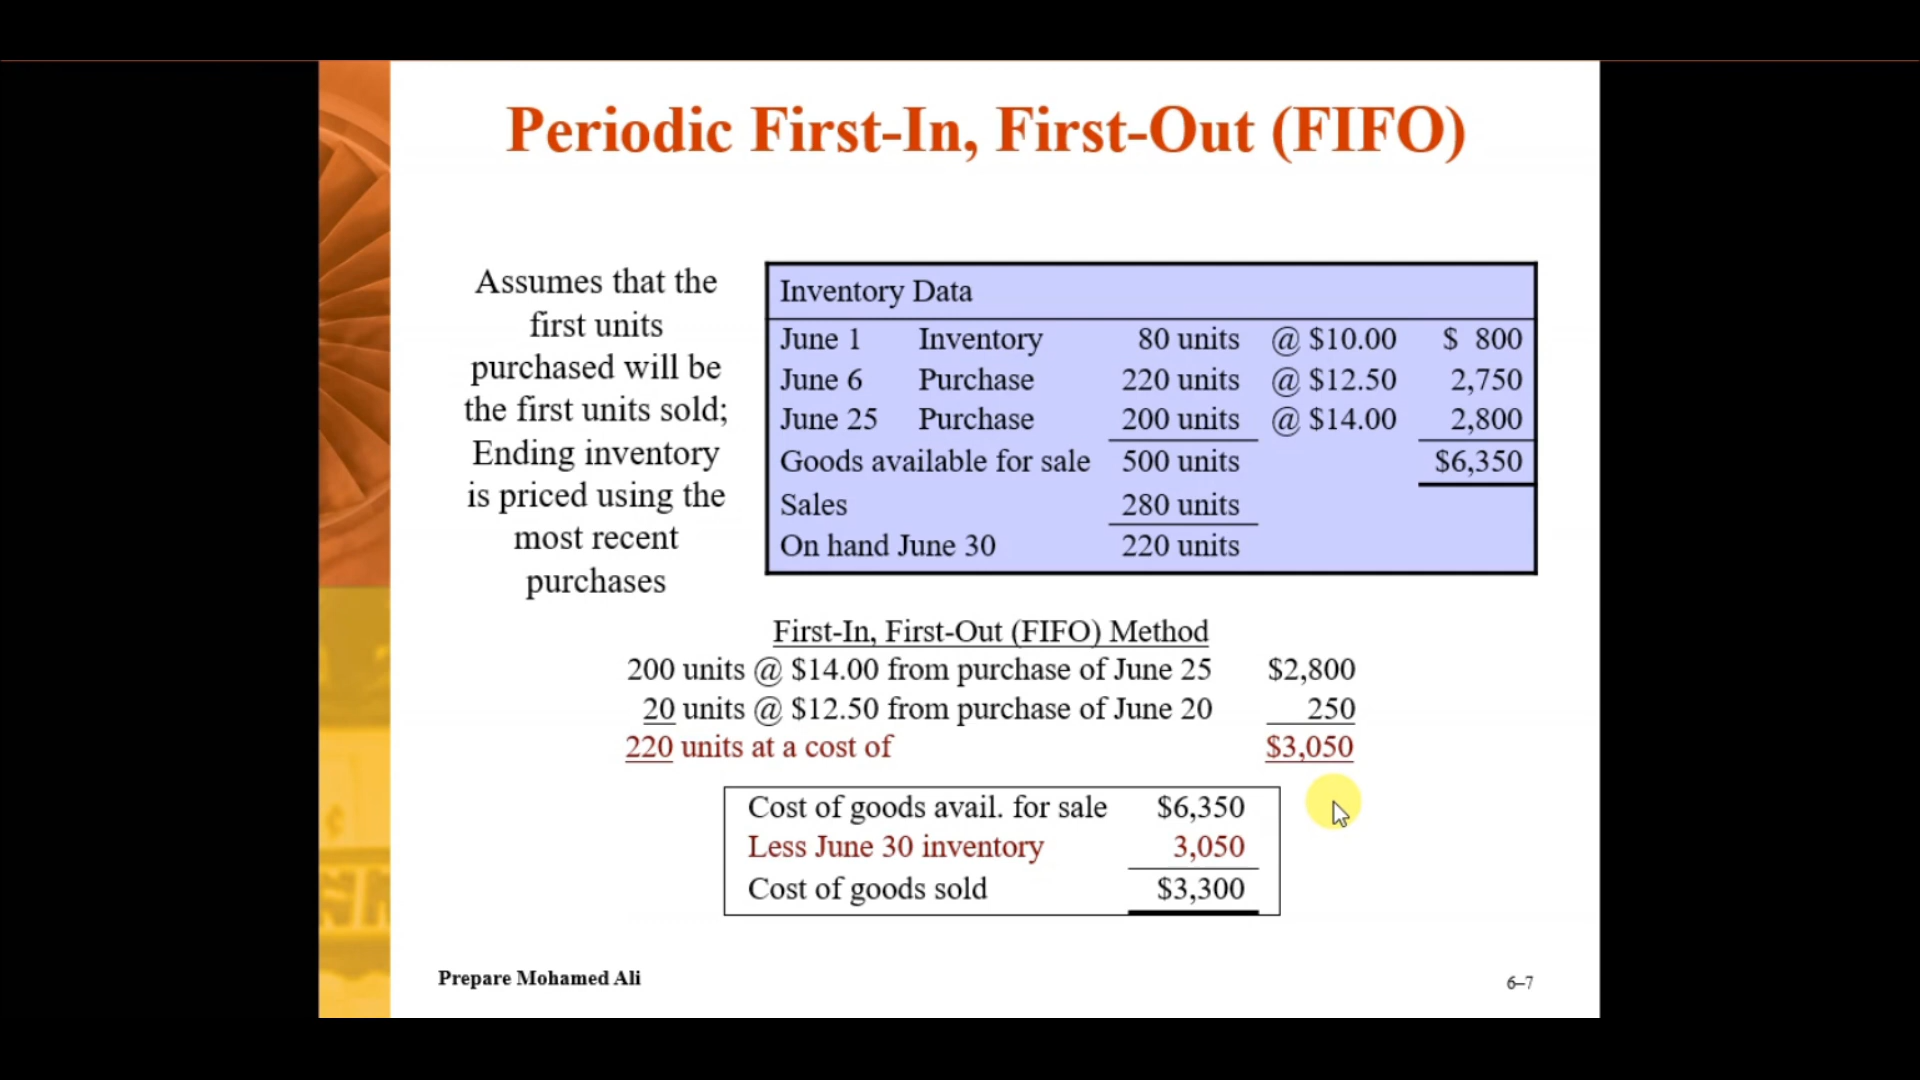 Periodic First-In, First-Out (FIFO)
Assumes that the
first units
purchased will be
the first units sold;
Ending inventory
is priced using the
most recent
purchases
Inventory Data
June 1 Inventory 80 units @ $10.00 $ 800
June 6 Purchase 220 units @ $12.50 2,750
June 25 Purchase 200 units @ $14.00 2,800
Goods available for sale 500 units $6,350
Sales 280 units
On hand June 30 220 units
First-In, First-Out (FIFO) Method
200 units @ $14.00 from purchase of June 25 $2,800
20 units @ $12.50 from purchase of June 20 250
220 units at a cost of $3,050
Cost of goods avail. for sale $6,350
Less June 30 inventory 3,050
Cost of goods sold $3,300
Prepare Mohamed Ali
6–7